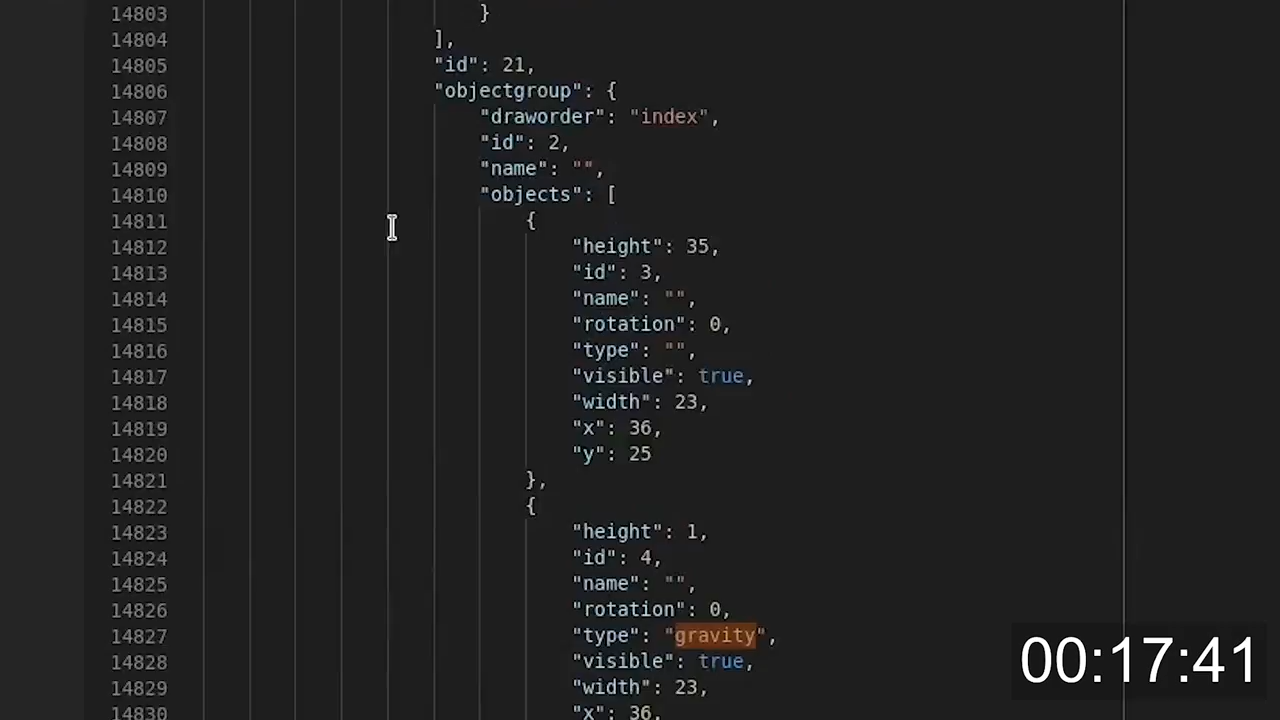 14803 }
14804 ],
14805 "id": 21,
14806 "objectgroup": {
14807 "draworder": "index",
14808 "id": 2,
14809 "name": "",
14810 "objects": [
14811 {
14812 "height": 35,
14813 "id": 3,
14814 "name": "",
14815 "rotation": 0,
14816 "type": "",
14817 "visible": true,
14818 "width": 23,
14819 "x": 36,
14820 "y": 25
14821 },
14822 {
14823 "height": 1,
14824 "id": 4,
14825 "name": "",
14826 "rotation": 0,
14827 "type": "gravity",
14828 "visible": true,
14829 "width": 23,
14830 "x": 36,
00:17:41